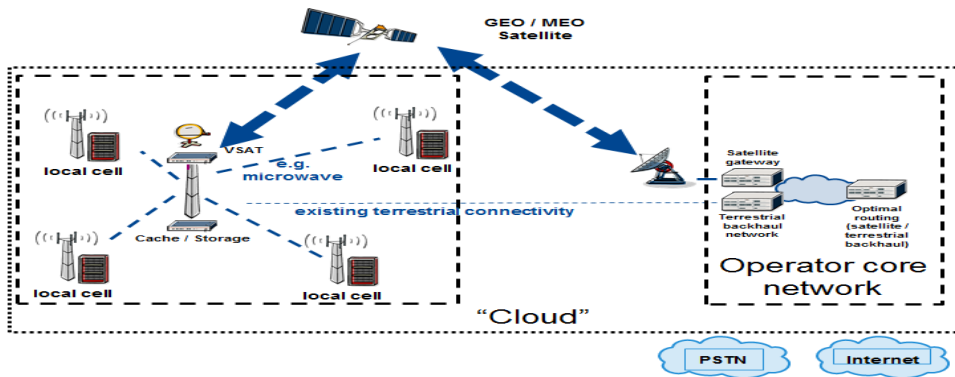 GEO / MEO
Satellite
VSAT
local cell
local cell
e.g.
microwave
Satellite
gateway
existing terrestrial connectivity
Cache / Storage
Terrestrial
backhaul
network
Optimal
routing
(satellite /
terrestrial
backhaul)
local cell
local cell
Operator core
network
“Cloud”
PSTN
Internet